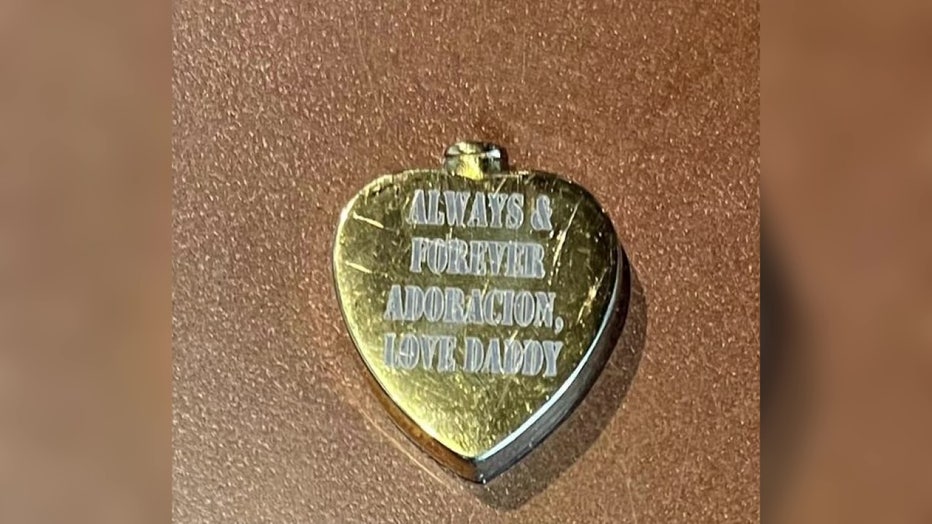 ALWAYS &
FOREVER
ADORACION,
LOVE DADDY